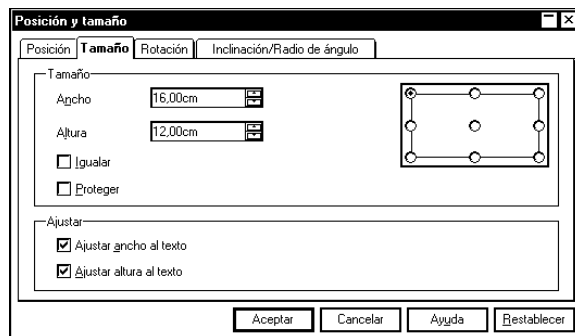 Posición y tamaño
Posición Tamaño Rotación Inclinación/Radio de ángulo
Tamaño
Ancho 16,00cm
Altura 12,00cm
Igualar
Proteger
Ajustar
Ajustar ancho al texto
Ajustar altura al texto
Aceptar Cancelar Ayuda Restablecer